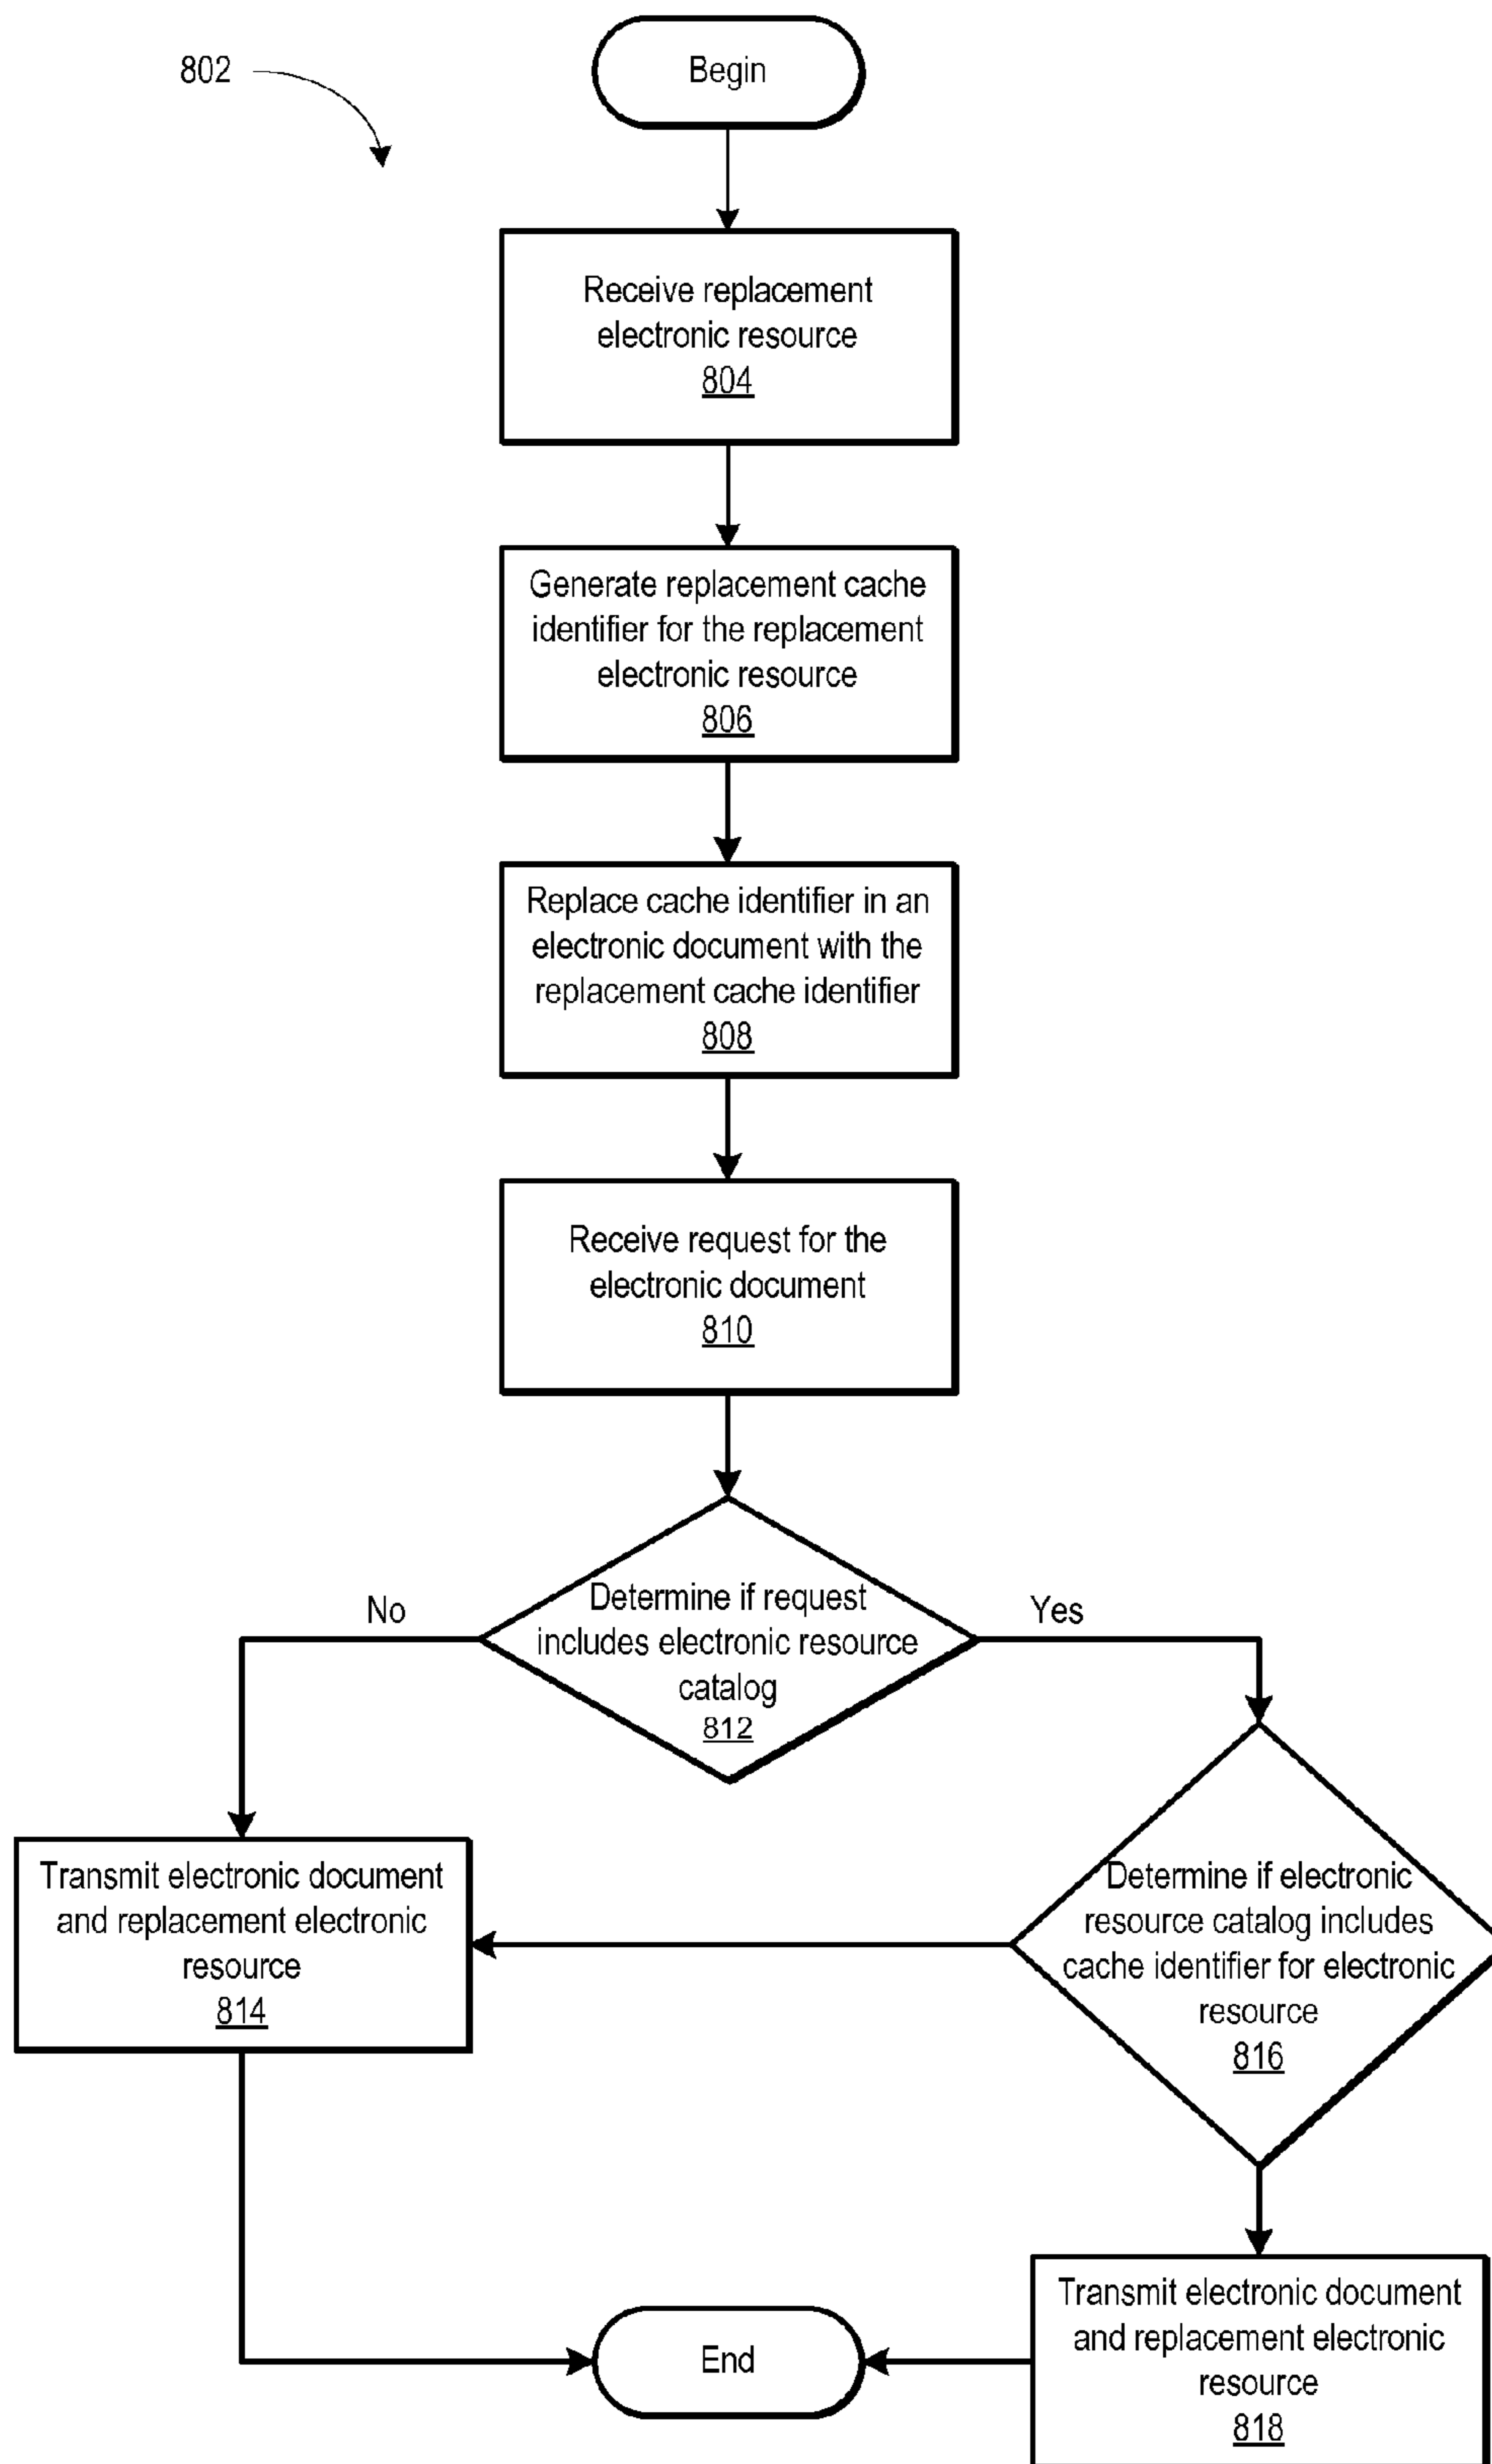 802
Begin
Receive replacement
electronic resource
804
Generate replacement cache
identifier for the replacement
electronic resource
806
Replace cache identifier in an
electronic document with the
replacement cache identifier
808
Receive request for the
electronic document
810
No
Determine if request
includes electronic resource
catalog
812
Yes
Transmit electronic document
and replacement electronic
resource
814
Determine if electronic
resource catalog includes
cache identifier for electronic
resource
816
Transmit electronic document
and replacement electronic
resource
818
End